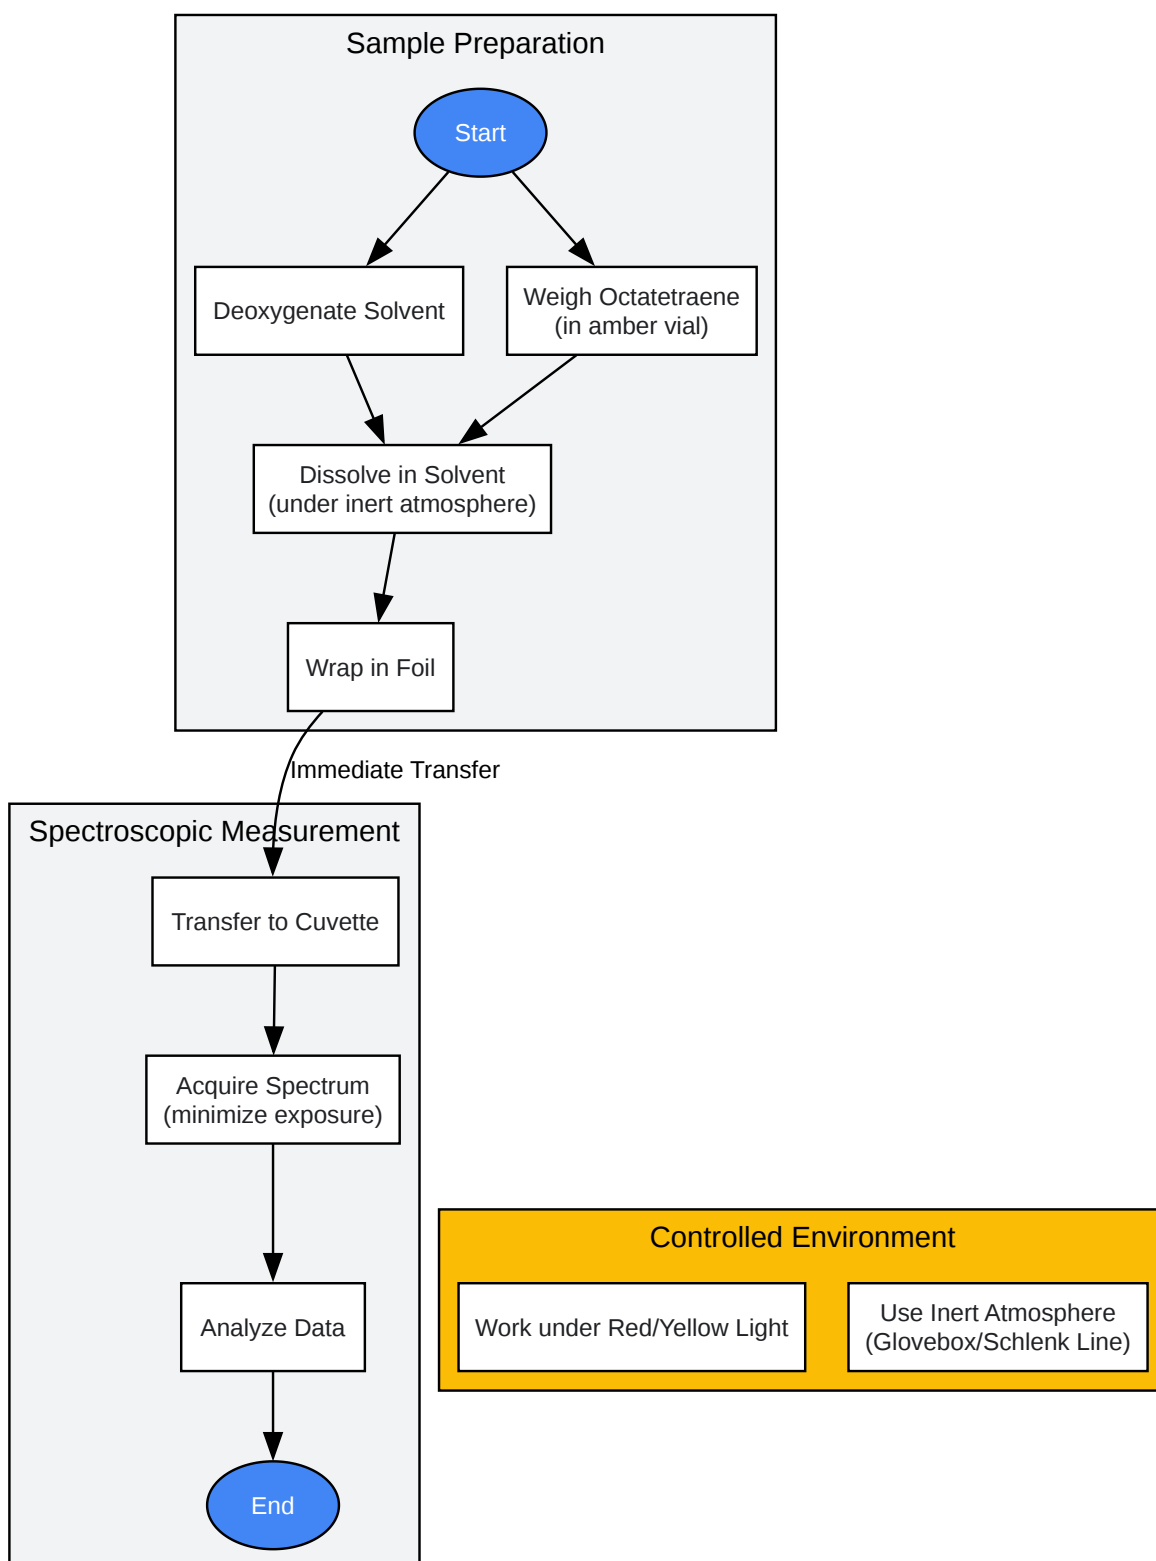 Sample Preparation
Start
Deoxygenate Solvent
Weigh Octatetraene
(in amber vial)
Dissolve in Solvent
(under inert atmosphere)
Wrap in Foil
Immediate Transfer
Spectroscopic Measurement
Transfer to Cuvette
Acquire Spectrum
(minimize exposure)
Analyze Data
End
Controlled Environment
Work under Red/Yellow Light
Use Inert Atmosphere
(Glovebox/Schlenk Line)